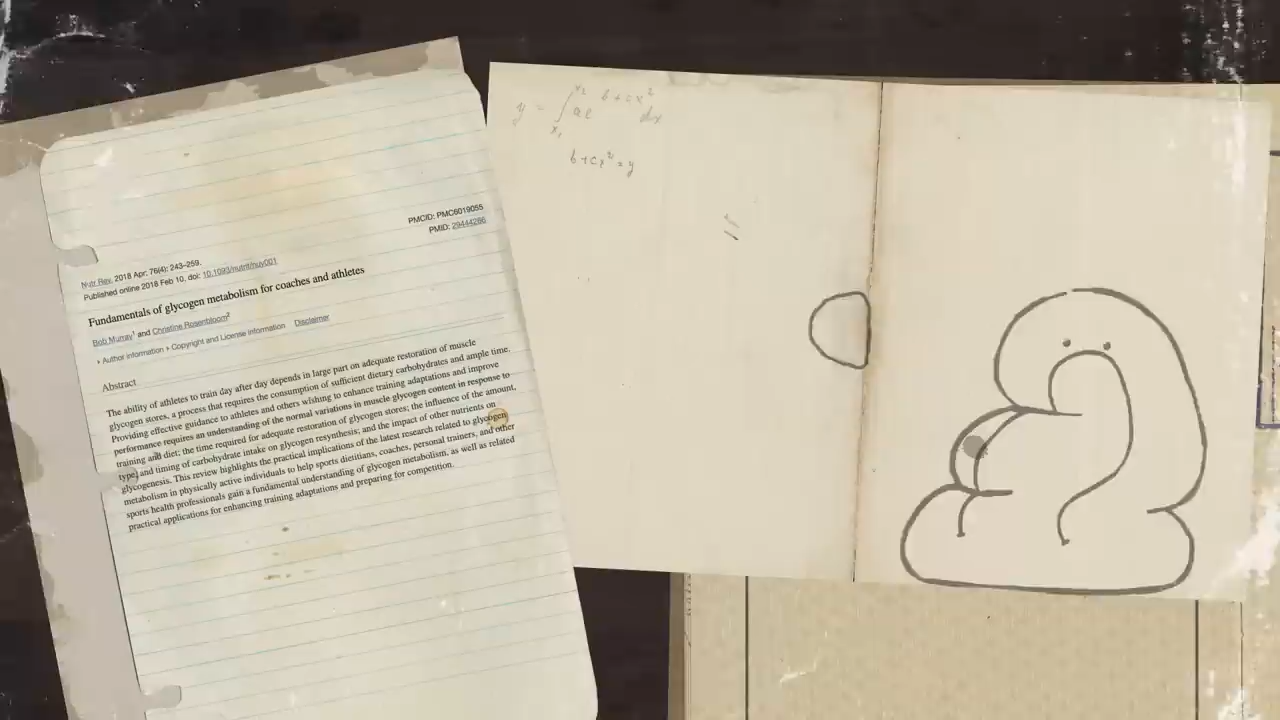 PMCID: PMC6019055
PMID: 29444266
Nutr Rev. 2018 Apr; 76(4): 243–259.
Published online 2018 Feb 10. doi: 10.1093/nutrit/nuy001
Fundamentals of glycogen metabolism for coaches and athletes
Bob Murray1 and Christine Rosenbloom2
▸ Author information ▸ Copyright and License information Disclaimer
Abstract
The ability of athletes to train day after day depends in large part on adequate restoration of muscle
glycogen stores, a process that requires the consumption of sufficient dietary carbohydrates and ample time.
Providing effective guidance to athletes and others wishing to enhance training adaptations and improve
performance requires an understanding of the normal variations in muscle glycogen content in response to
training and diet; the time required for adequate restoration of glycogen stores; the influence of the amount,
type, and timing of carbohydrate intake on glycogen resynthesis; and the impact of other nutrients on
glycogenesis. This review highlights the practical implications of the latest research related to glycogen
metabolism in physically active individuals to help sports dietitians, coaches, personal trainers, and other
sports health professionals gain a fundamental understanding of glycogen metabolism, as well as related
practical applications for enhancing training adaptations and preparing for competition.
y = ∫x₁x₂ ae^b+cx² dx
b+cx² = y
=